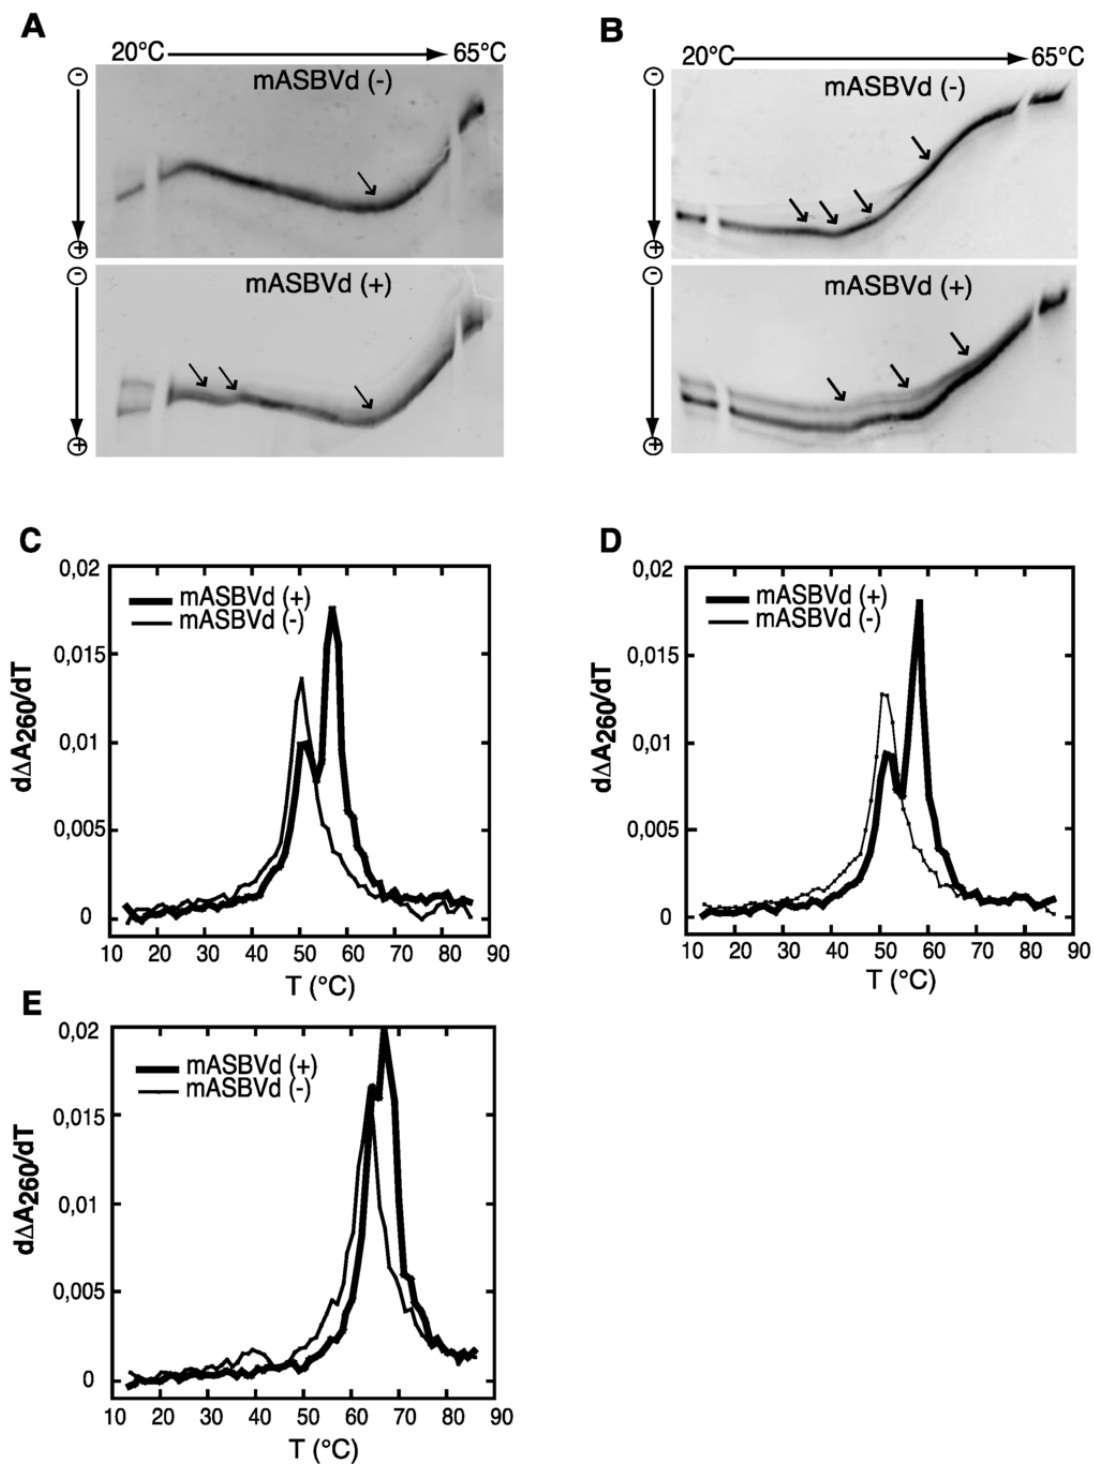 A
20°C 65°C
⊖ mASBVd (-)
⊕
⊖ mASBVd (+)
⊕
B
20°C 65°C
⊖ mASBVd (-)
⊕
⊖ mASBVd (+)
⊕
C
0,02
0,015
0,01
0,005
0
dΔA260/dT
mASBVd (+)
mASBVd (-)
10 20 30 40 50 60 70 80 90
T (°C)
D
0,02
0,015
0,01
0,005
0
dΔA260/dT
mASBVd (+)
mASBVd (-)
10 20 30 40 50 60 70 80 90
T (°C)
E
0,02
0,015
0,01
0,005
0
dΔA260/dT
mASBVd (+)
mASBVd (-)
10 20 30 40 50 60 70 80 90
T (°C)